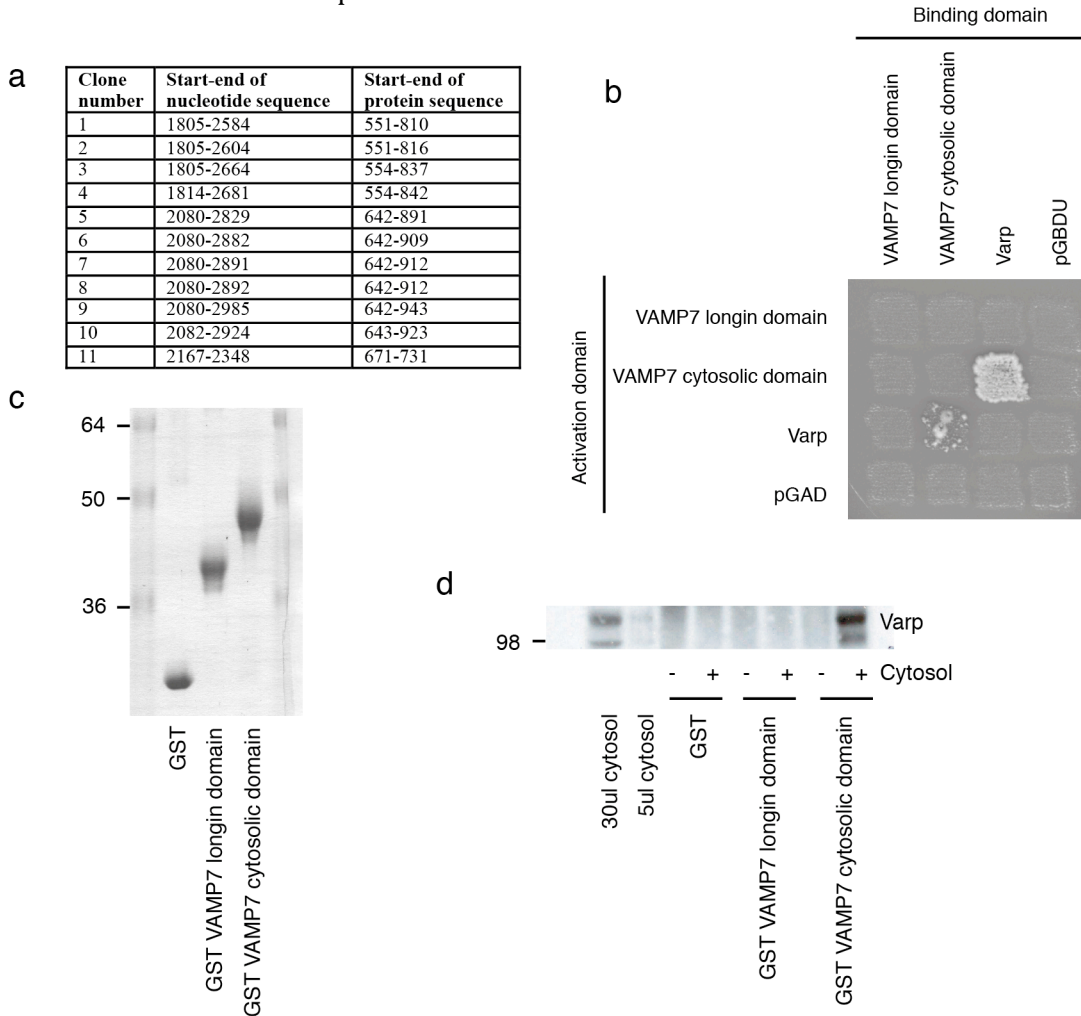 a
Clone number | Start-end of nucleotide sequence | Start-end of protein sequence
1 | 1805-2584 | 551-810
2 | 1805-2604 | 551-816
3 | 1805-2664 | 554-837
4 | 1814-2681 | 554-842
5 | 2080-2829 | 642-891
6 | 2080-2882 | 642-909
7 | 2080-2891 | 642-912
8 | 2080-2892 | 642-912
9 | 2080-2985 | 642-943
10 | 2082-2924 | 643-923
11 | 2167-2348 | 671-731
b
Binding domain
VAMP7 longin domain
VAMP7 cytosolic domain
Varp
pGBDU
Activation domain
VAMP7 longin domain
VAMP7 cytosolic domain
Varp
pGAD
c
64
50
36
GST
GST VAMP7 longin domain
GST VAMP7 cytosolic domain
d
98
Varp
- + - + - + Cytosol
30ul cytosol
5ul cytosol
GST
GST VAMP7 longin domain
GST VAMP7 cytosolic domain